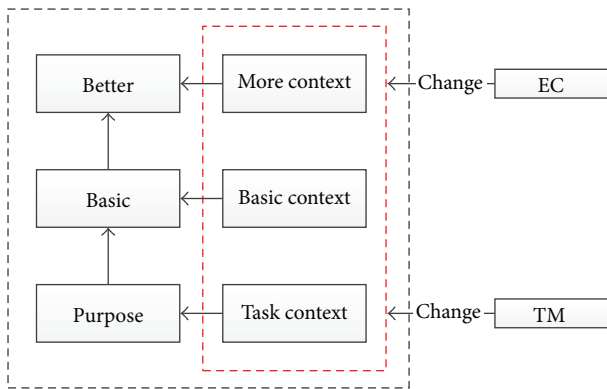 Better
More context
Change
EC
Basic
Basic context
Purpose
Task context
Change
TM